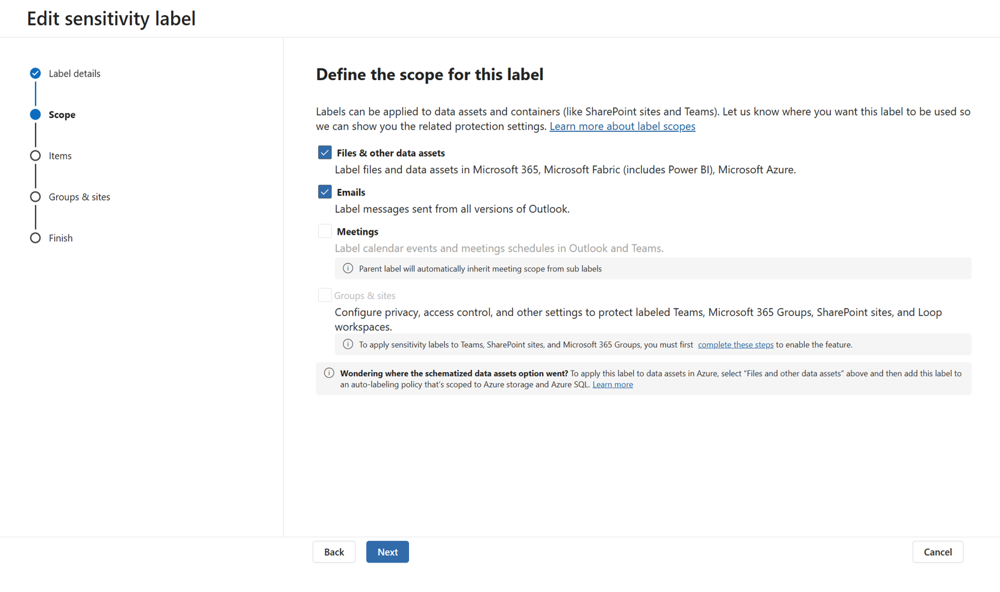 Edit sensitivity label
Label details
Scope
Items
Groups & sites
Finish
Define the scope for this label
Labels can be applied to data assets and containers (like SharePoint sites and Teams). Let us know where you want this label to be used so
we can show you the related protection settings. Learn more about label scopes
Files & other data assets
Label files and data assets in Microsoft 365, Microsoft Fabric (includes Power BI), Microsoft Azure.
Emails
Label messages sent from all versions of Outlook.
Meetings
Label calendar events and meetings schedules in Outlook and Teams.
Parent label will automatically inherit meeting scope from sub labels
Groups & sites
Configure privacy, access control, and other settings to protect labeled Teams, Microsoft 365 Groups, SharePoint sites, and Loop
workspaces.
To apply sensitivity labels to Teams, SharePoint sites, and Microsoft 365 Groups, you must first complete these steps to enable the feature.
Wondering where the schematized data assets option went? To apply this label to data assets in Azure, select “Files and other data assets” above and then add this label to
an auto-labeling policy that’s scoped to Azure storage and Azure SQL. Learn more
Back
Next
Cancel